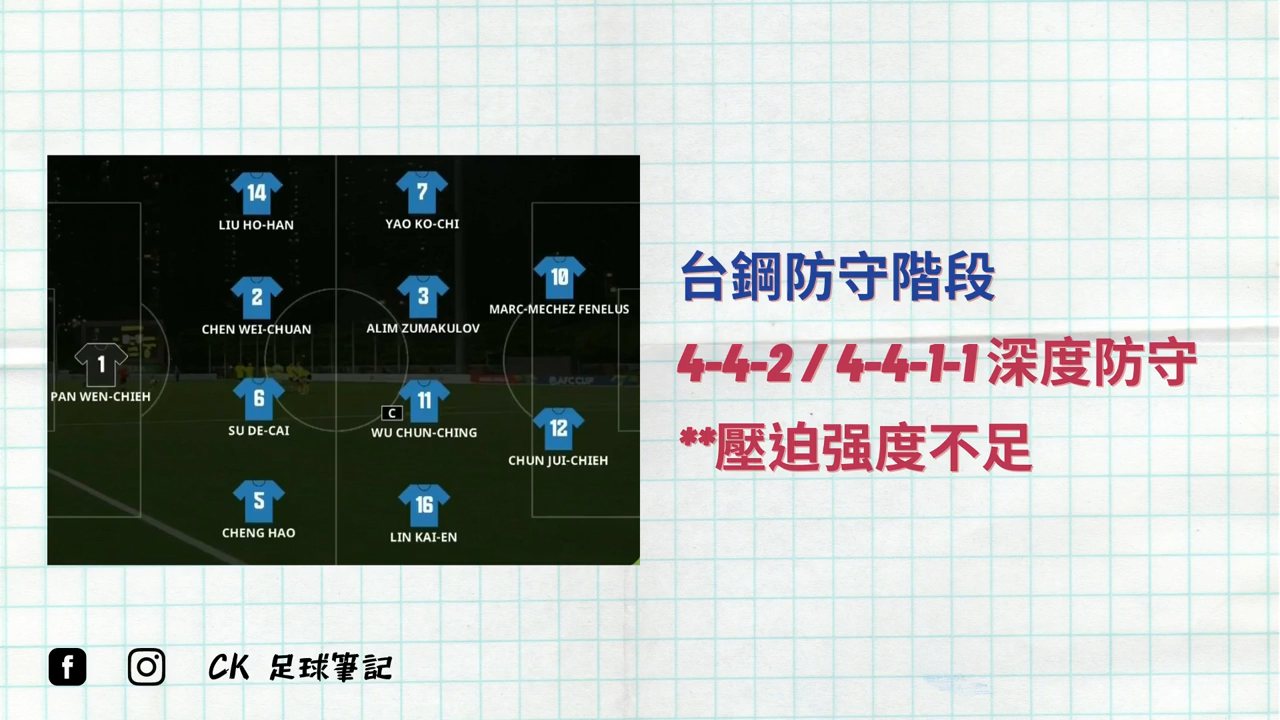 14
LIU HO-HAN
7
YAO KO-CHI
10
MARC-MECHEZ FENELUS
2
CHEN WEI-CHUAN
3
ALIM ZUMAKULOV
1
PAN WEN-CHIEH
AFC CUP
6
SU DE-CAI
C
11
WU CHUN-CHING
12
CHUN JUI-CHIEH
5
CHENG HAO
16
LIN KAI-EN
台鋼防守階段
4-4-2 / 4-4-1-1 深度防守
**壓迫强度不足
CK 足球筆記